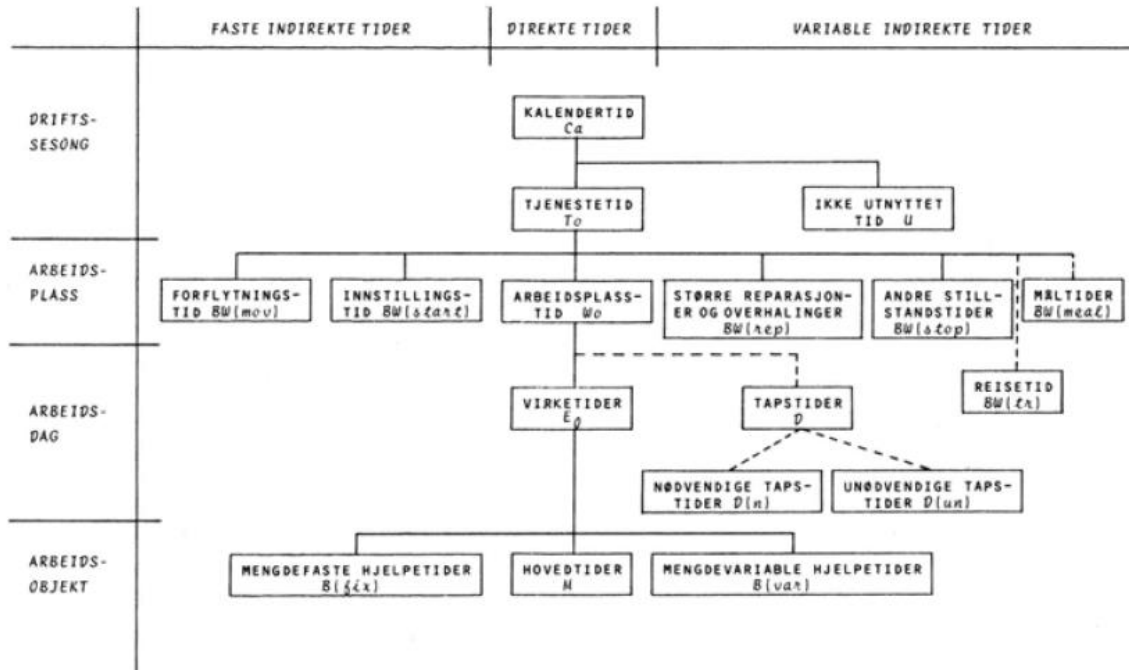 FASTE INDIREKTE TIDER
DIREKTE TIDER
VARIABLE INDIREKTE TIDER
DRIFTS-
SESONG
KALENDERTID
Ca
TJENESTETID
To
IKKE UTNYTTET
TID U
ARBEIDS-
PLASS
FORFLYTNINGS-
TID BW(mov)
INNSTILLINGS-
TID BW(start)
ARBEIDSPLASS-
TID Wo
STØRRE REPARASJON-
ER OG OVERHALINGER
BW(rep)
ANDRE STILL-
STANDSTIDER
BW(stop)
MÅLTIDER
BW(meal)
ARBEIDS-
DAG
VIRKETIDER
E0
TAPSTIDER
D
REISETID
BW(tr)
NØDVENDIGE TAPS-
TIDER D(n)
UNØDVENDIGE TAPS-
TIDER D(un)
ARBEIDS-
OBJEKT
MENGDEFASTE HJELPETIDER
B(fix)
HOVEDTIDER
M
MENGDEVARIABLE HJELPETIDER
B(var)